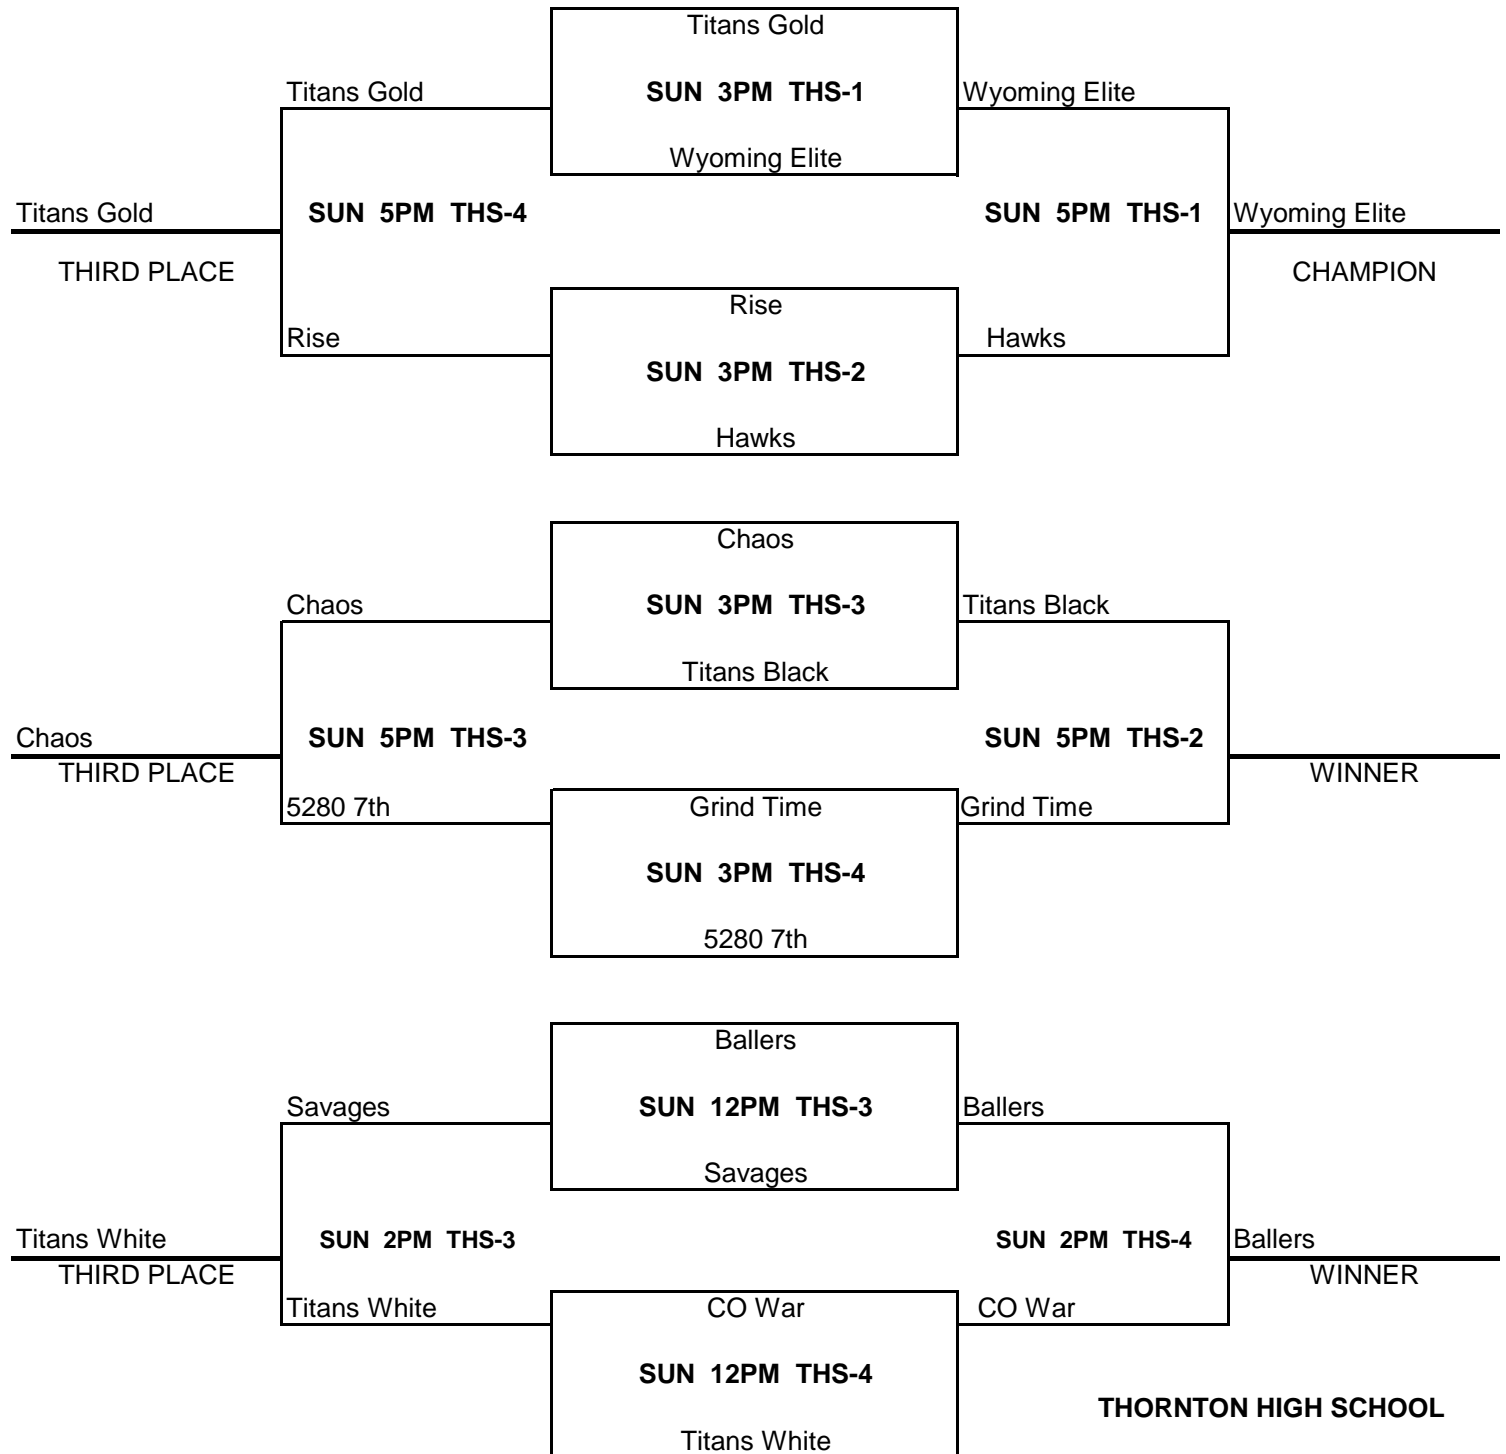 Titans Gold
Titans Gold
SUN 3PM THS-1
Wyoming Elite
Wyoming Elite
Titans Gold
SUN 5PM THS-4
SUN 5PM THS-1
Wyoming Elite
THIRD PLACE
CHAMPION
Rise
Rise
Hawks
SUN 3PM THS-2
Hawks
Chaos
Chaos
SUN 3PM THS-3
Titans Black
Titans Black
Chaos
SUN 5PM THS-3
SUN 5PM THS-2
THIRD PLACE
WINNER
5280 7th
Grind Time
Grind Time
SUN 3PM THS-4
5280 7th
Ballers
Savages
SUN 12PM THS-3
Ballers
Savages
Titans White
SUN 2PM THS-3
SUN 2PM THS-4
Ballers
THIRD PLACE
WINNER
Titans White
CO War
CO War
SUN 12PM THS-4
THORNTON HIGH SCHOOL
Titans White